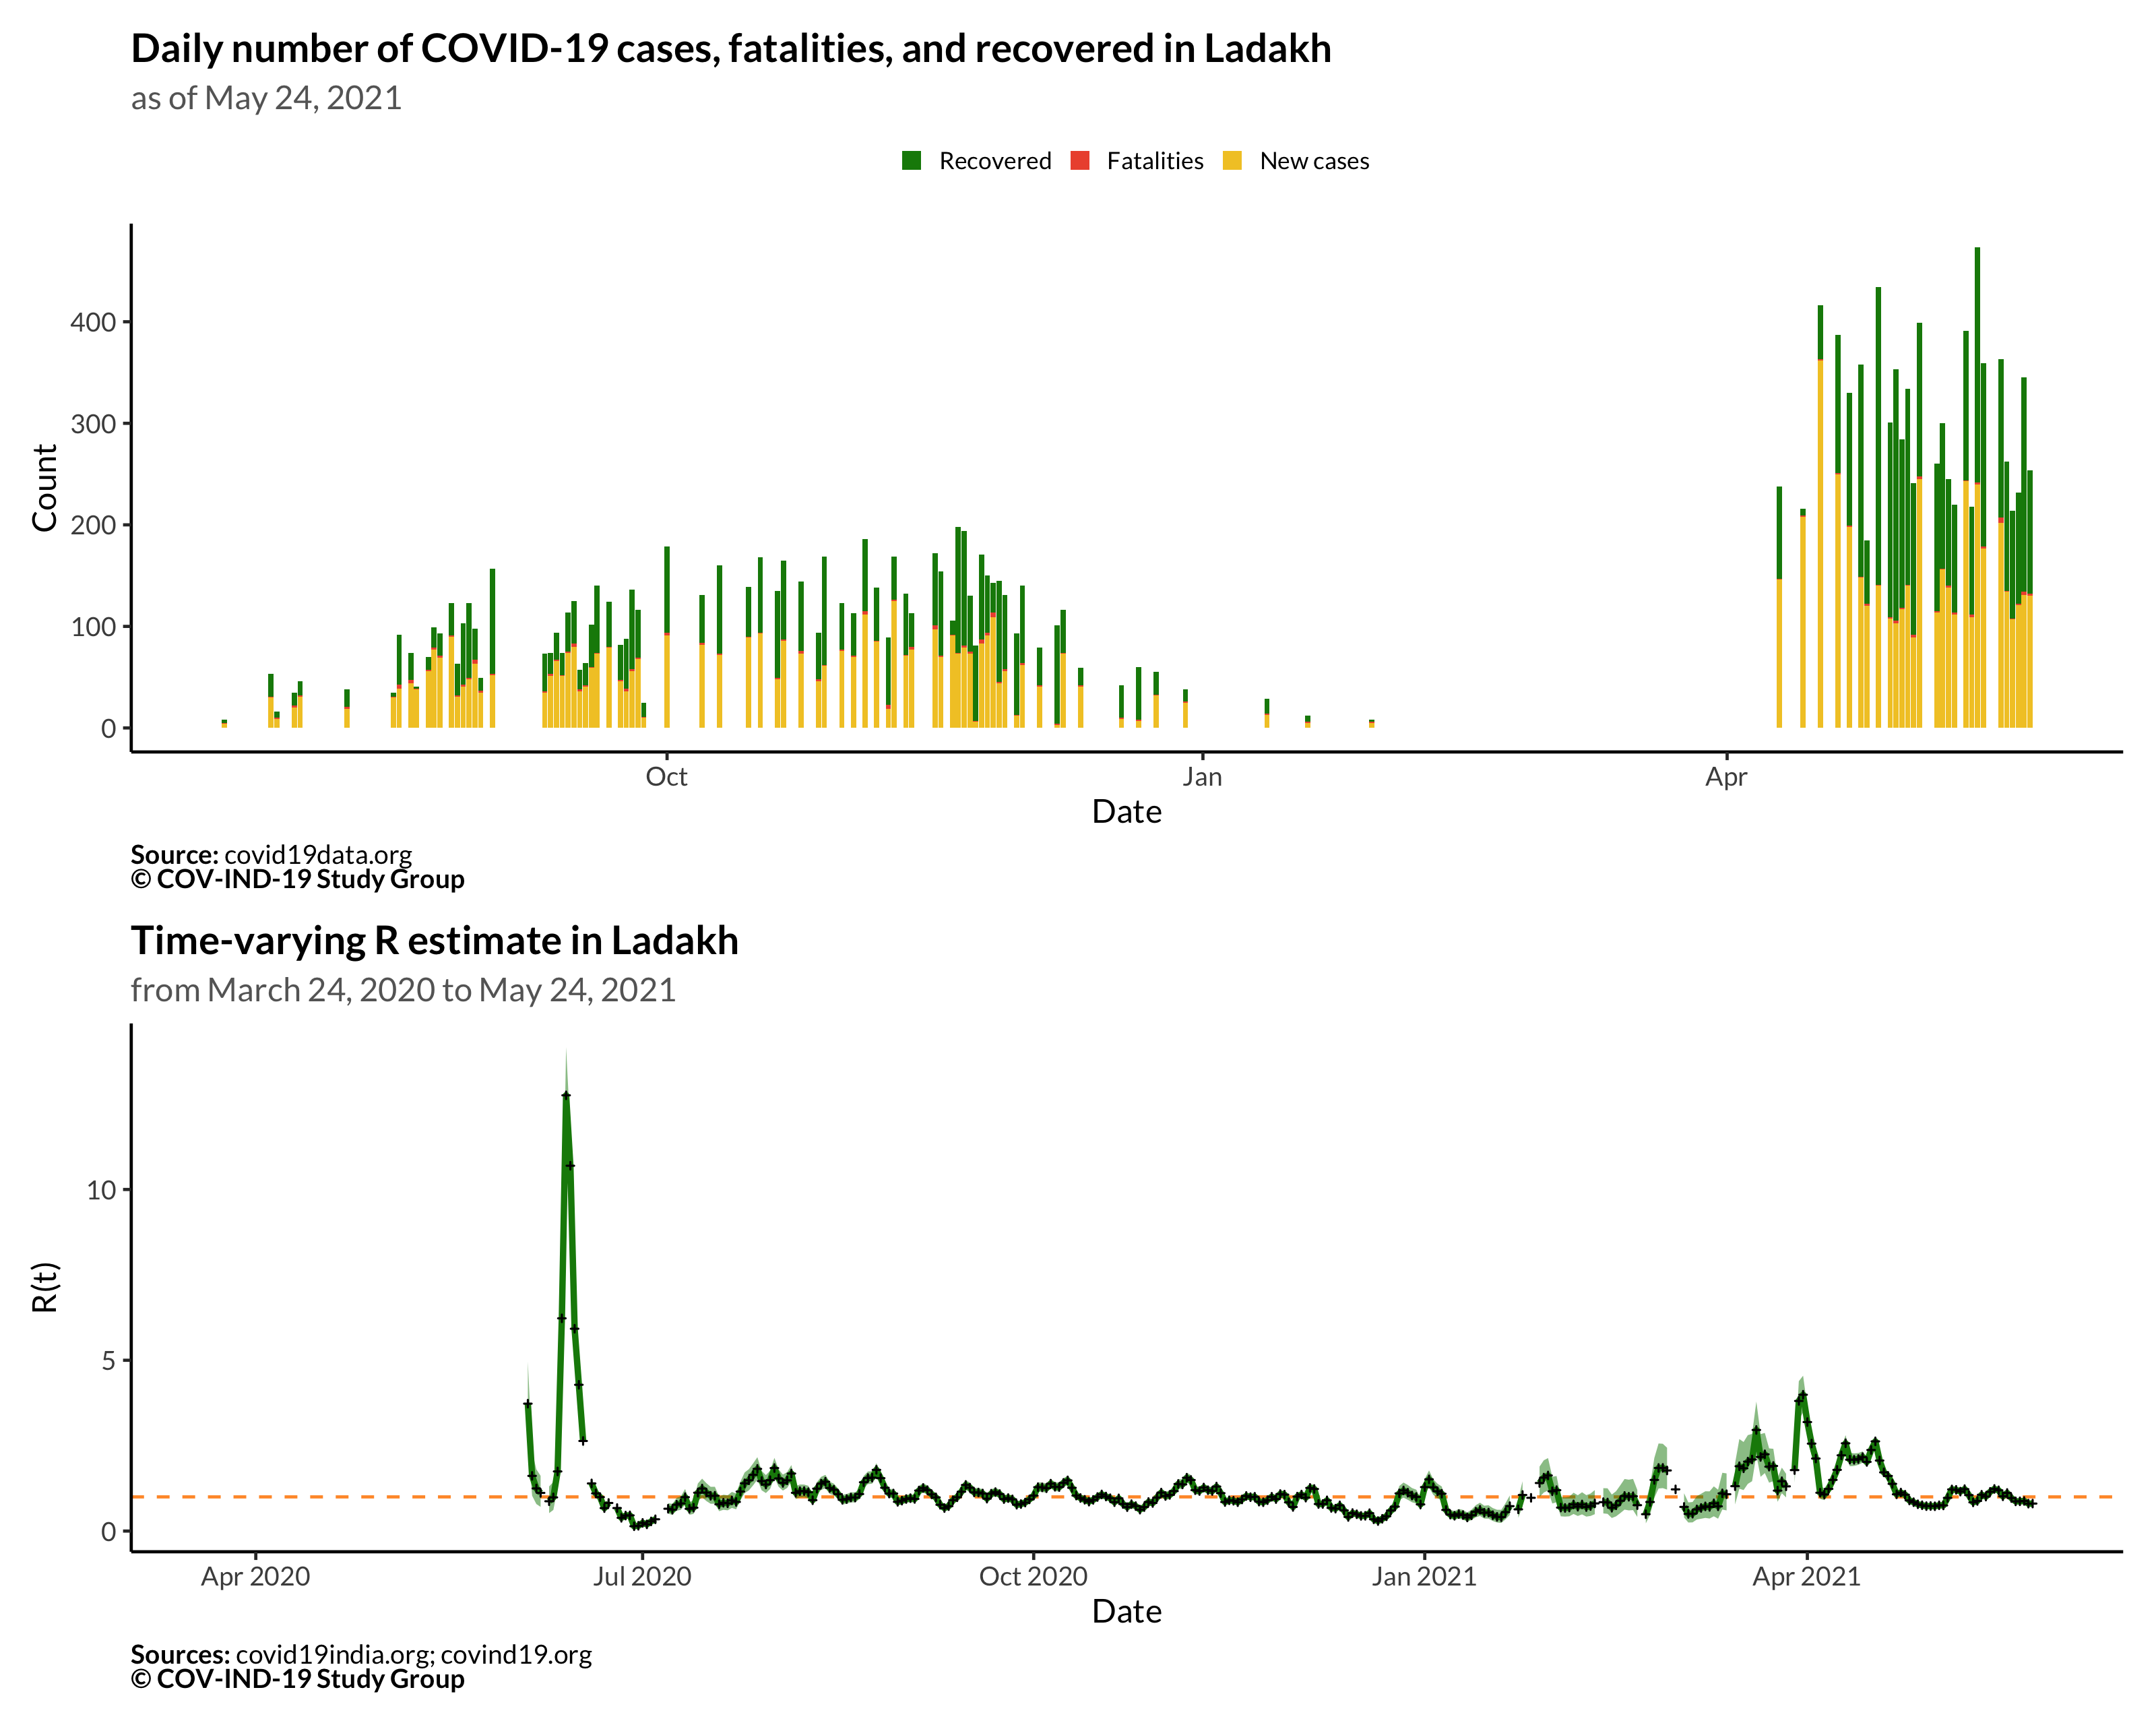 Daily number of COVID-19 cases, fatalities, and recovered in Ladakh
as of May 24, 2021
Recovered Fatalities New cases
Count
400
300
200
100
0
Oct Jan Apr
Date
Source: covid19data.org
© COV-IND-19 Study Group
Time-varying R estimate in Ladakh
from March 24, 2020 to May 24, 2021
R(t)
10
5
0
Apr 2020 Jul 2020 Oct 2020 Jan 2021 Apr 2021
Date
Sources: covid19india.org; covind19.org
© COV-IND-19 Study Group